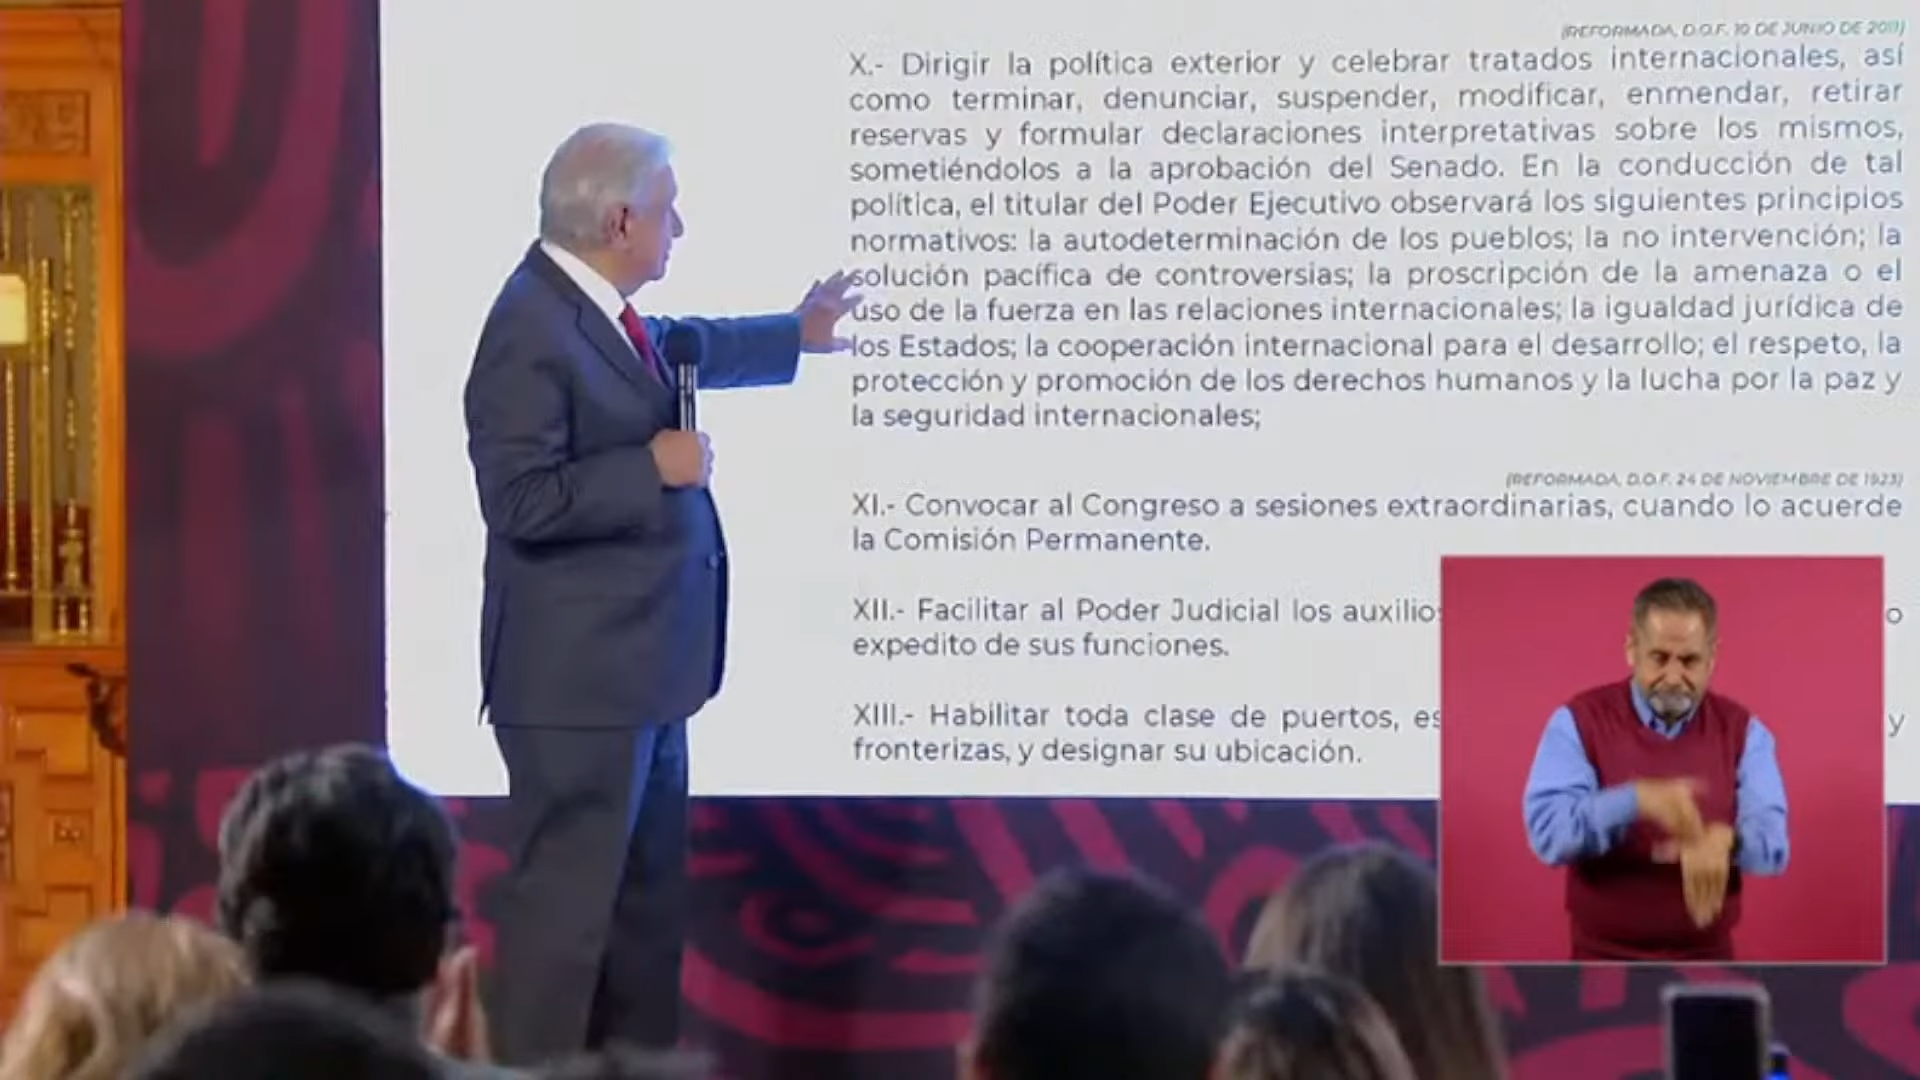 (REFORMADA, D.O.F. 10 DE JUNIO DE 2011)
X.- Dirigir la política exterior y celebrar tratados internacionales, así
como terminar, denunciar, suspender, modificar, enmendar, retirar
reservas y formular declaraciones interpretativas sobre los mismos,
sometiéndolos a la aprobación del Senado. En la conducción de tal
política, el titular del Poder Ejecutivo observará los siguientes principios
normativos: la autodeterminación de los pueblos; la no intervención; la
solución pacífica de controversias; la proscripción de la amenaza o el
uso de la fuerza en las relaciones internacionales; la igualdad jurídica de
los Estados; la cooperación internacional para el desarrollo; el respeto, la
protección y promoción de los derechos humanos y la lucha por la paz y
la seguridad internacionales;
(REFORMADA, D.O.F. 24 DE NOVIEMBRE DE 1923)
XI.- Convocar al Congreso a sesiones extraordinarias, cuando lo acuerde
la Comisión Permanente.
XII.- Facilitar al Poder Judicial los auxilios
expedito de sus funciones.
XIII.- Habilitar toda clase de puertos, y
fronterizas, y designar su ubicación.